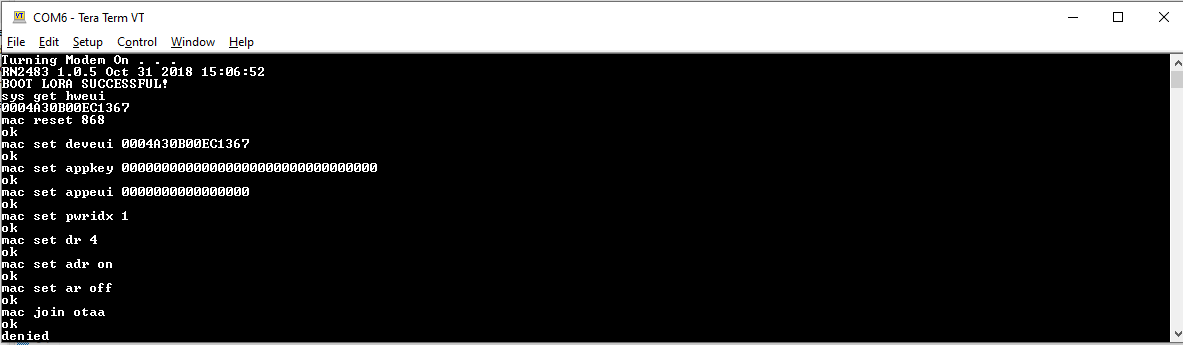 COM6 - Tera Term VT
File Edit Setup Control Window Help
Turning Modem On . . .
RN2483 1.0.5 Oct 31 2018 15:06:52
BOOT LORA SUCCESSFUL!
sys get hweui
0004A30B00EC1367
mac reset 868
ok
mac set deveui 0004A30B00EC1367
ok
mac set appkey 00000000000000000000000000000000
ok
mac set appeui 0000000000000000
ok
mac set pwridx 1
ok
mac set dr 4
ok
mac set adr on
ok
mac set ar off
ok
mac join otaa
ok
denied